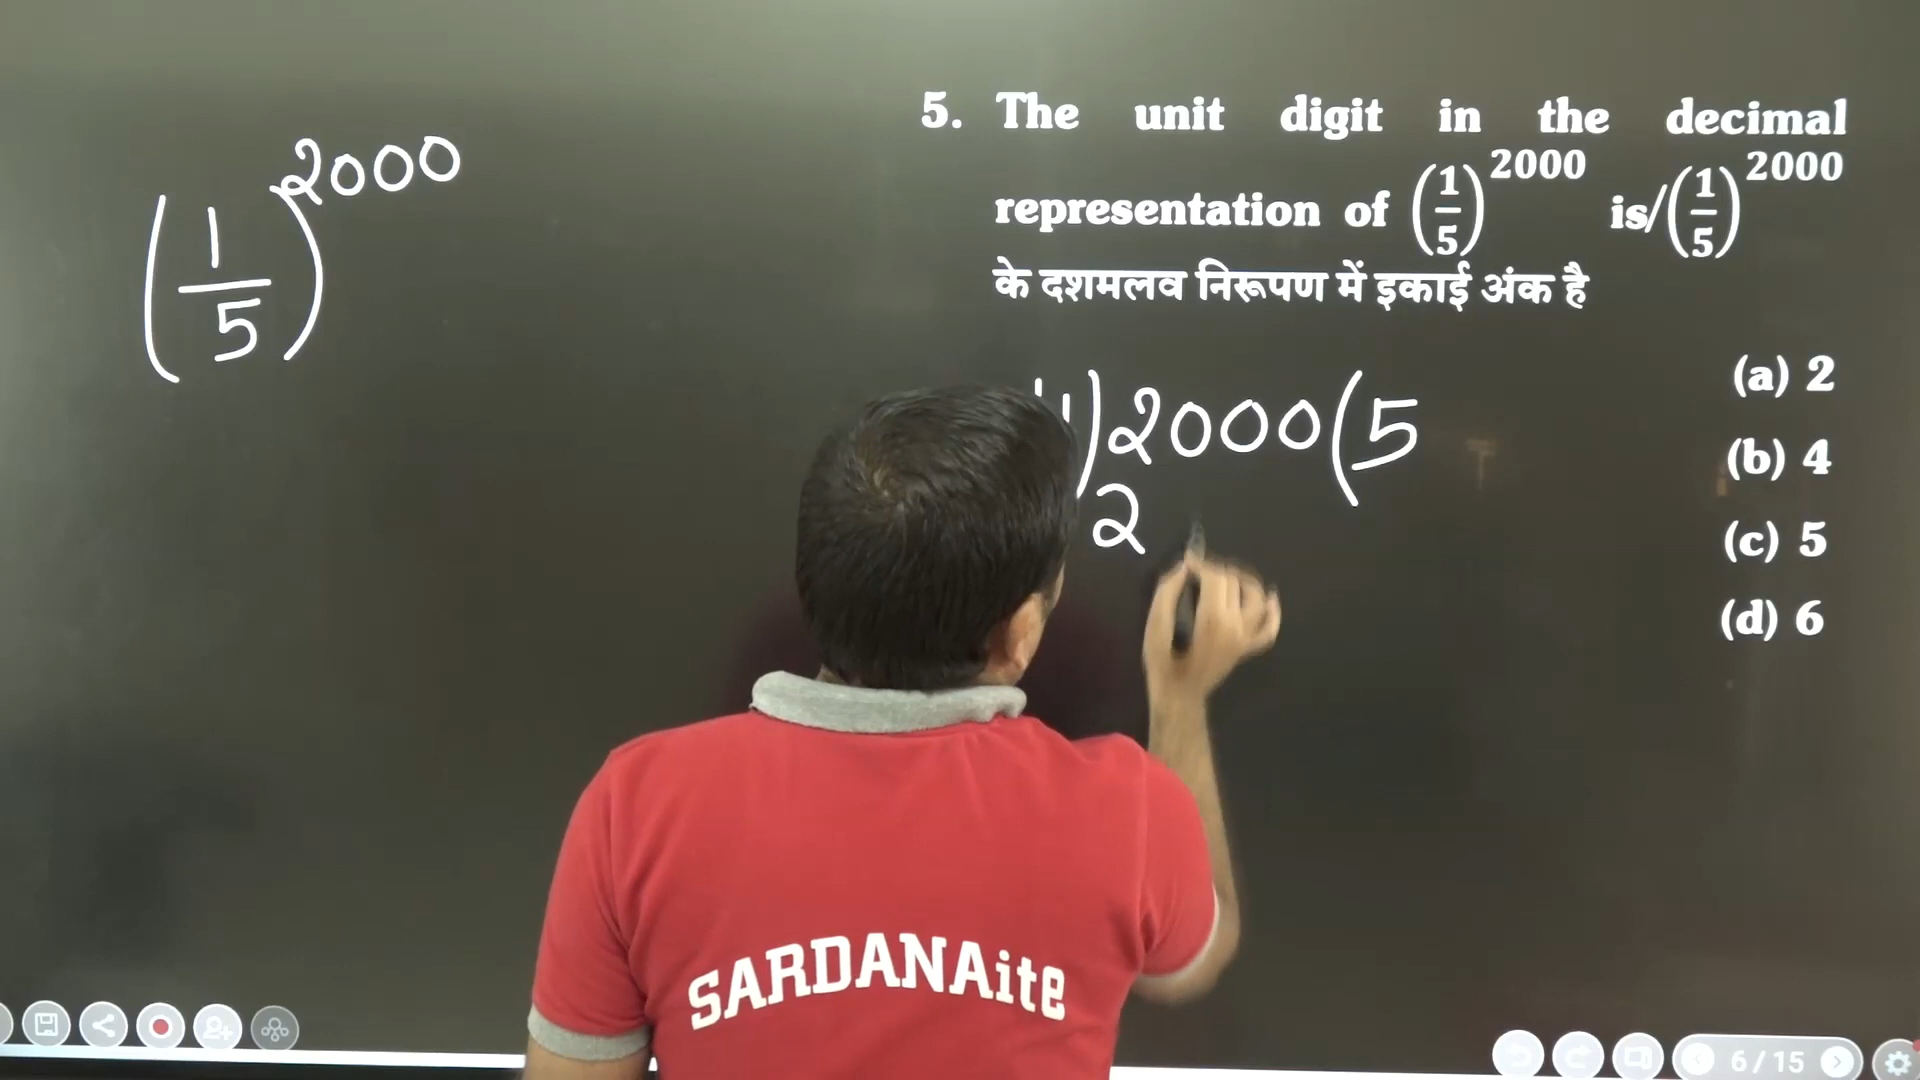 5. The unit digit in the decimal
representation of (1/5)^2000 is/(1/5)^2000
के दशमलव निरूपण में इकाई अंक है
(a) 2
(b) 4
(c) 5
(d) 6
(1/5)^2000
)2000(5
2
SARDANAite
6/15